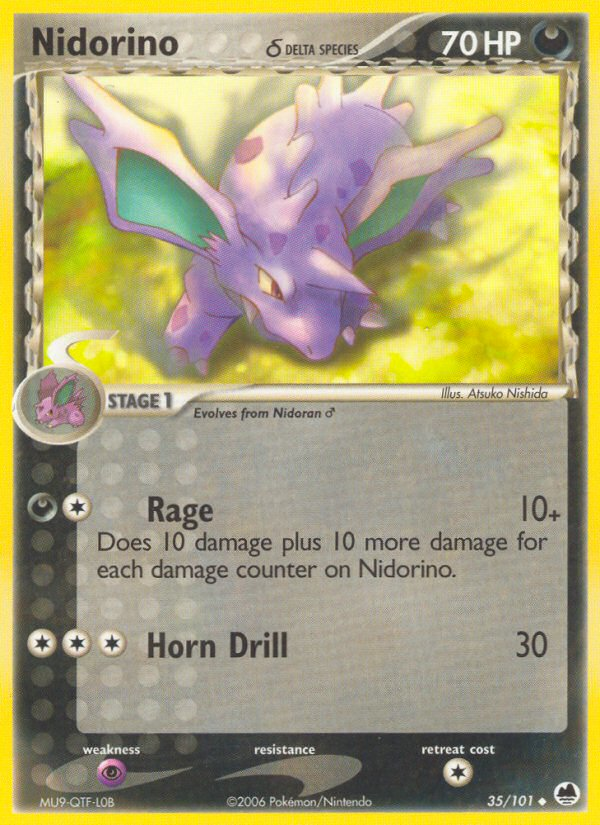 Nidorino δ DELTA SPECIES 70 HP
Illus. Atsuko Nishida
STAGE 1
Evolves from Nidoran ♂
Rage 10+
Does 10 damage plus 10 more damage for
each damage counter on Nidorino.
Horn Drill 30
weakness resistance retreat cost
MU9-QTF-L0B ©2006 Pokémon/Nintendo 35/101 ◆